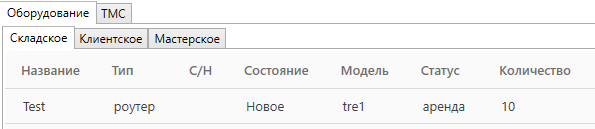 Оборудование ТМС
Складское Клиентское Мастерское
Название Тип С/Н Состояние Модель Статус Количество
Test роутер Новое tre1 аренда 10